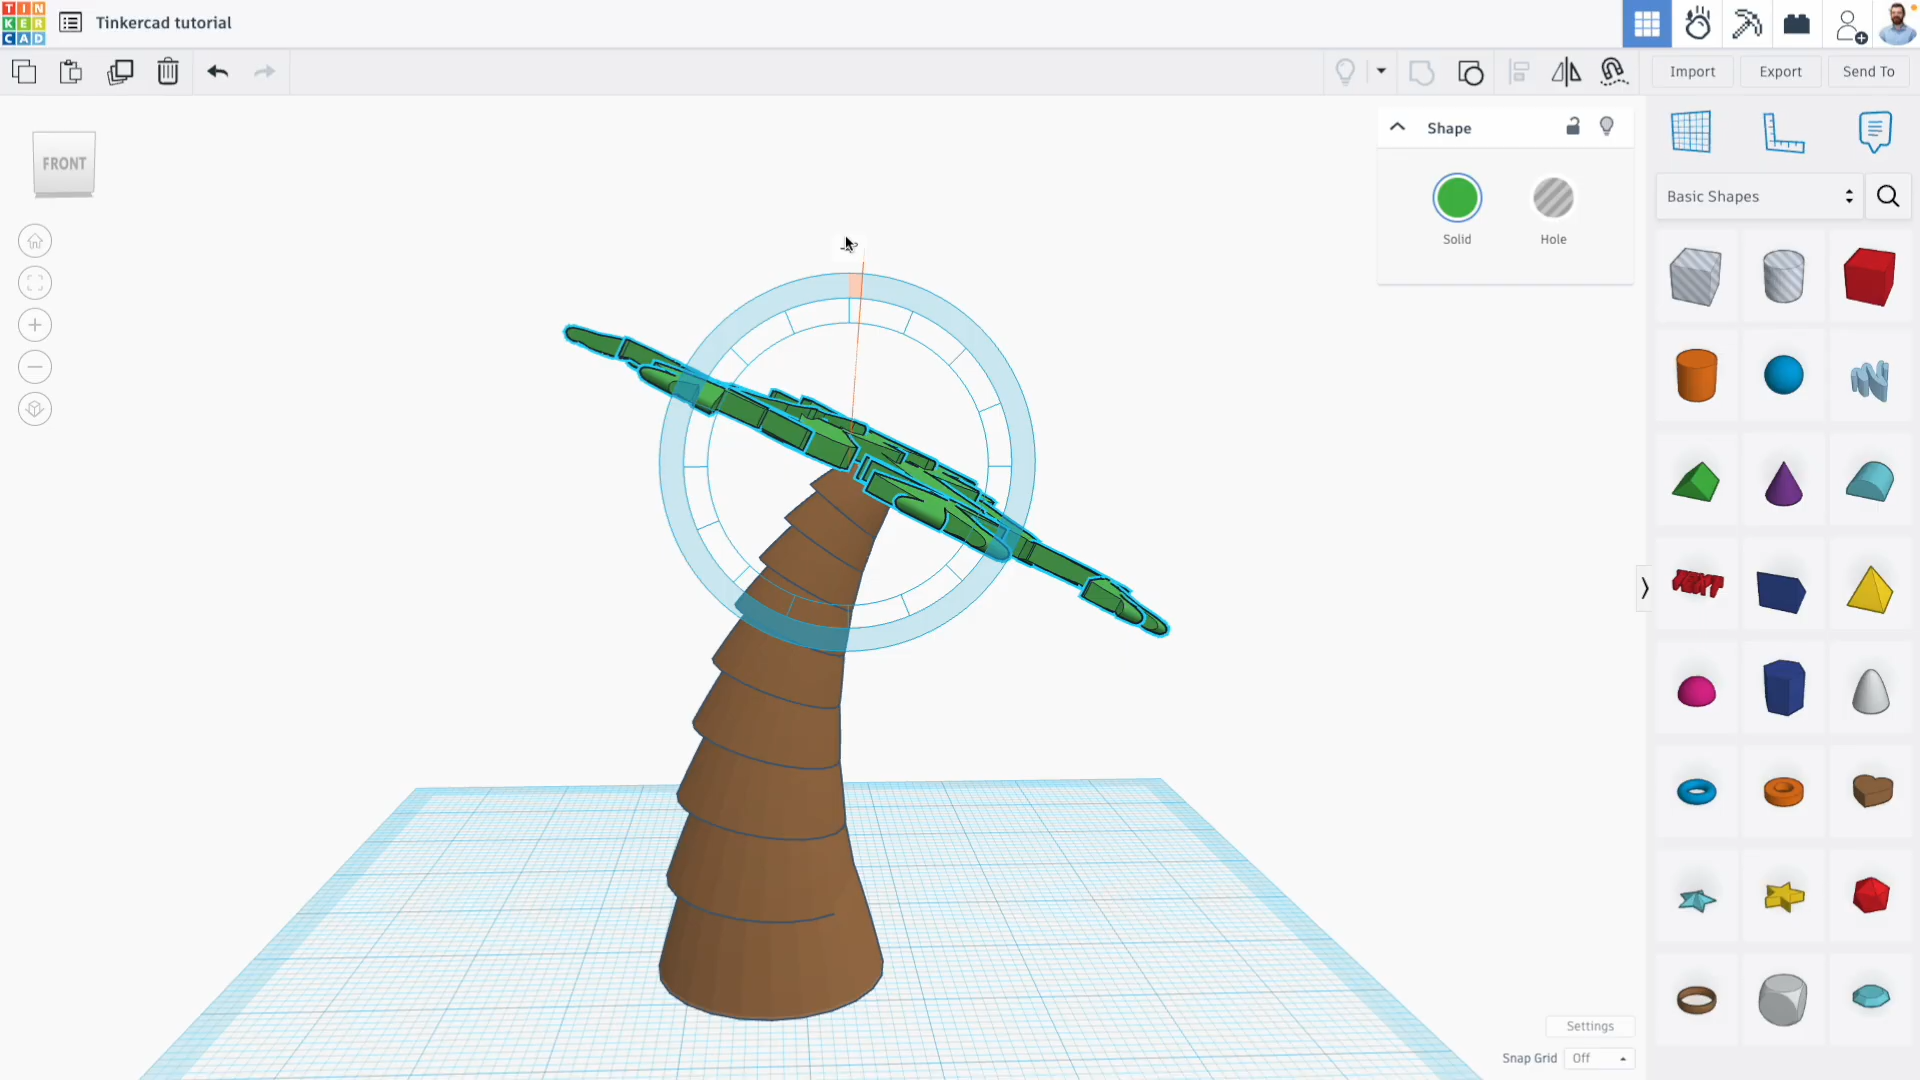 TIN
KER
CAD
Tinkercad tutorial
Import
Export
Send To
FRONT
Shape
Solid
Hole
Basic Shapes
TEXT
Settings
Snap Grid
Off